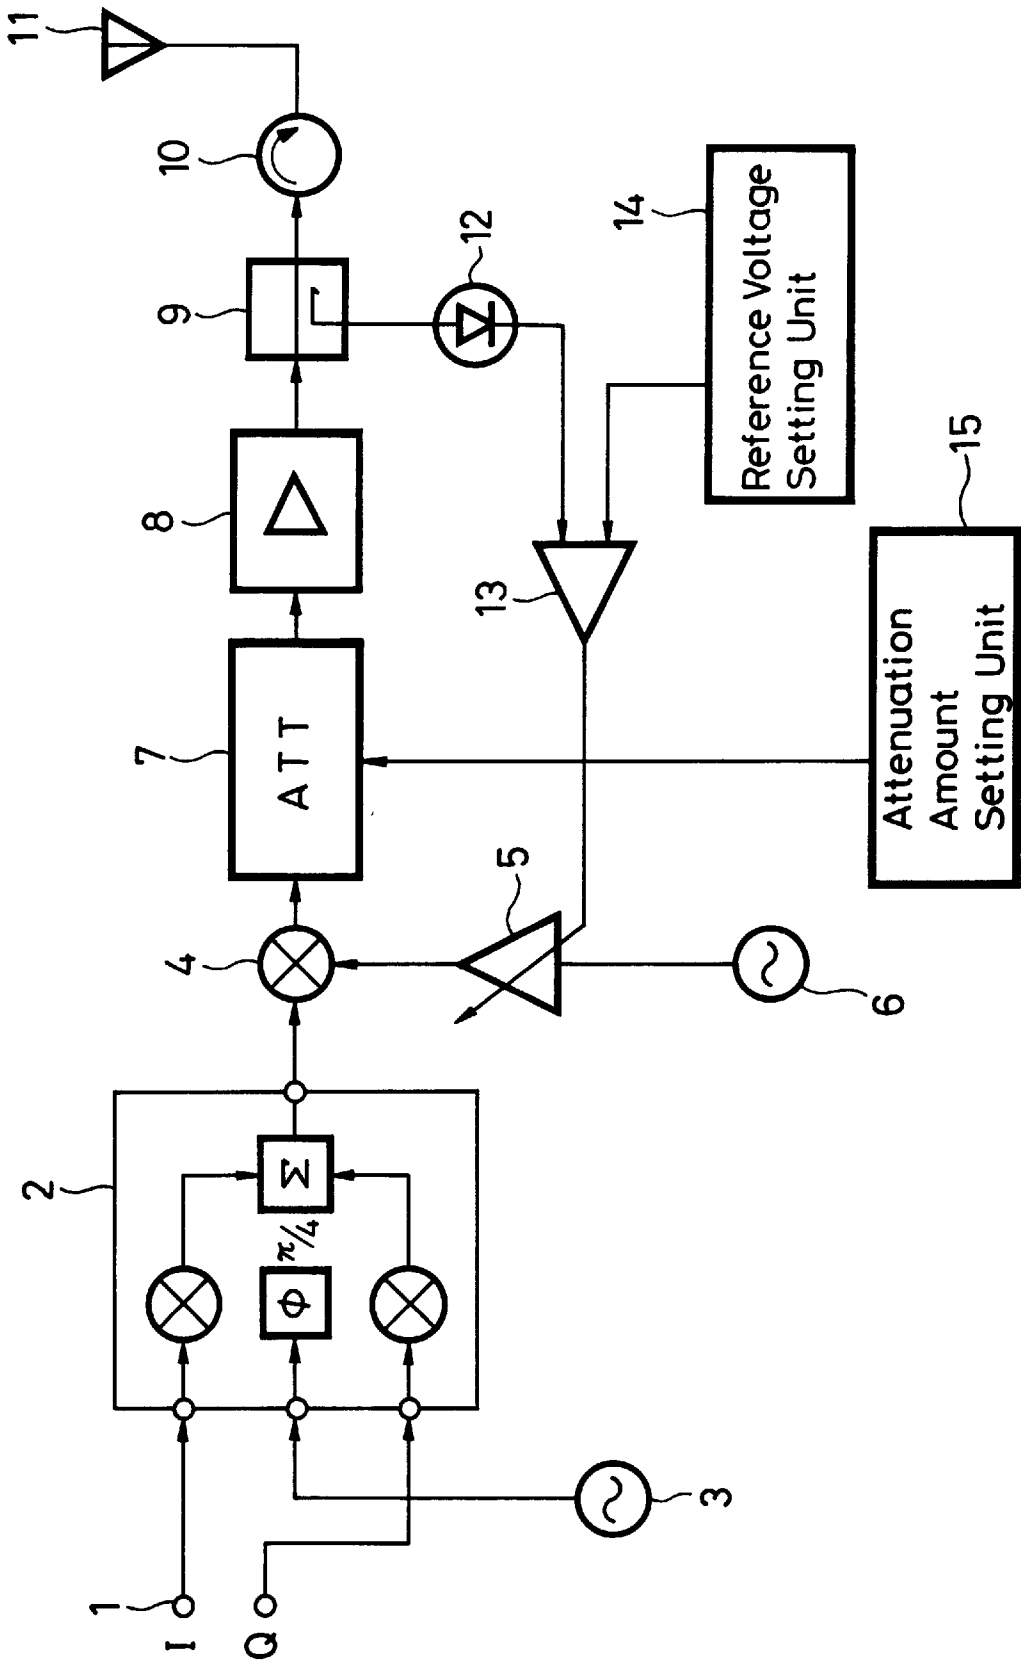 1
I
Q
2
3
Φ
π/4
Σ
4
5
6
7
ATT
8
9
10
11
12
13
14
Reference Voltage
Setting Unit
15
Attenuation
Amount
Setting Unit